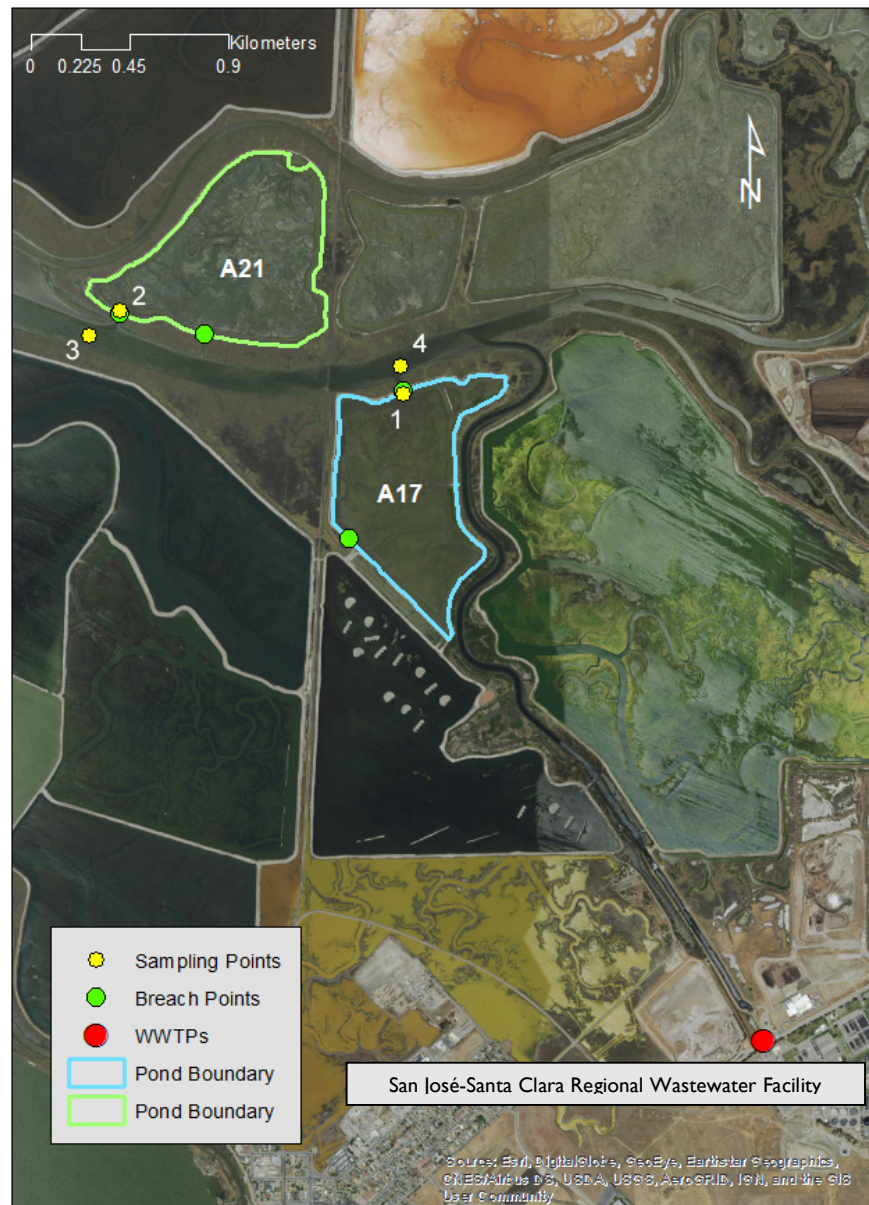 Kilometers
0 0.225 0.45 0.9
N
A21
2
3
4
1
A17
Sampling Points
Breach Points
WWTPs
Pond Boundary
Pond Boundary
San José-Santa Clara Regional Wastewater Facility
Source: Esri, DigitalGlobe, GeoEye, Earthstar Geographics,
CNES/Airbus DS, USDA, USGS, AeroGRID, IGN, and the GIS
User Community